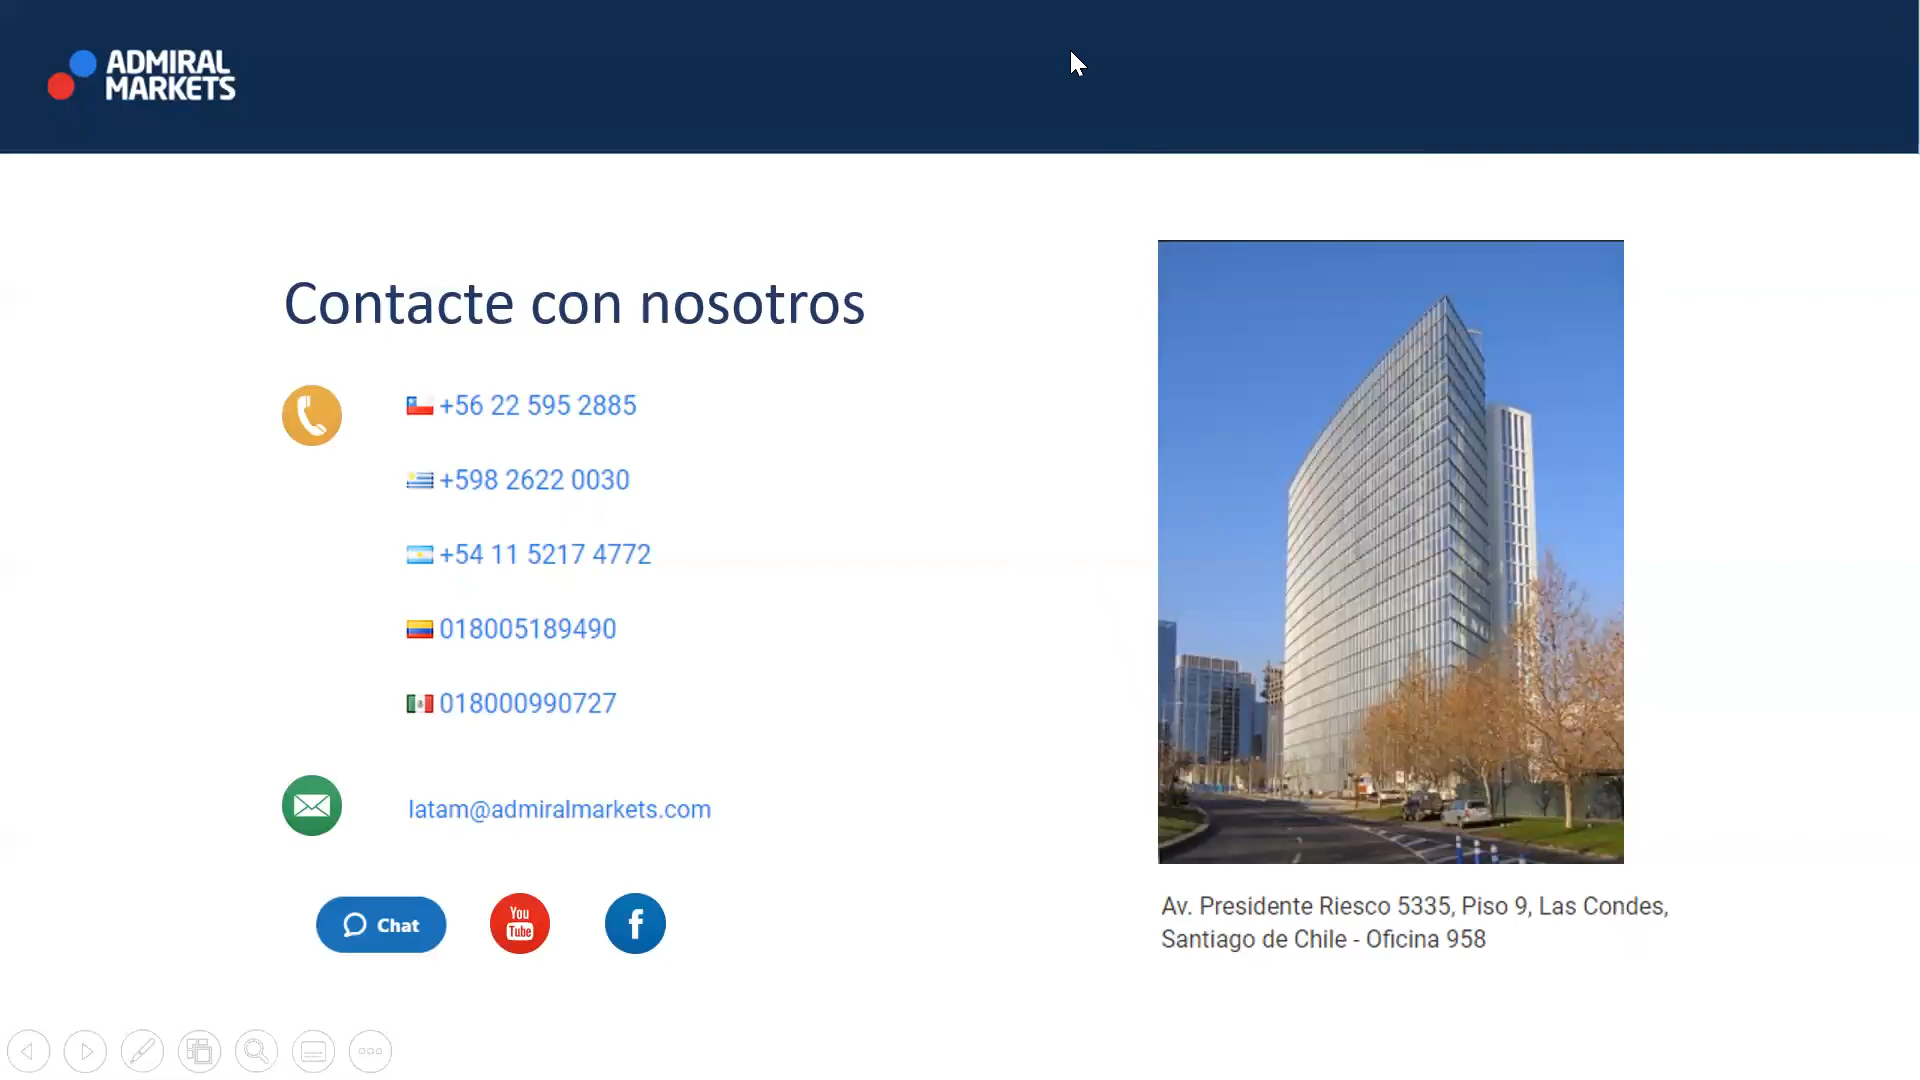 ADMIRAL
MARKETS
Contacte con nosotros
+56 22 595 2885
+598 2622 0030
+54 11 5217 4772
018005189490
018000990727
latam@admiralmarkets.com
Chat
You
Tube
f
Av. Presidente Riesco 5335, Piso 9, Las Condes,
Santiago de Chile - Oficina 958